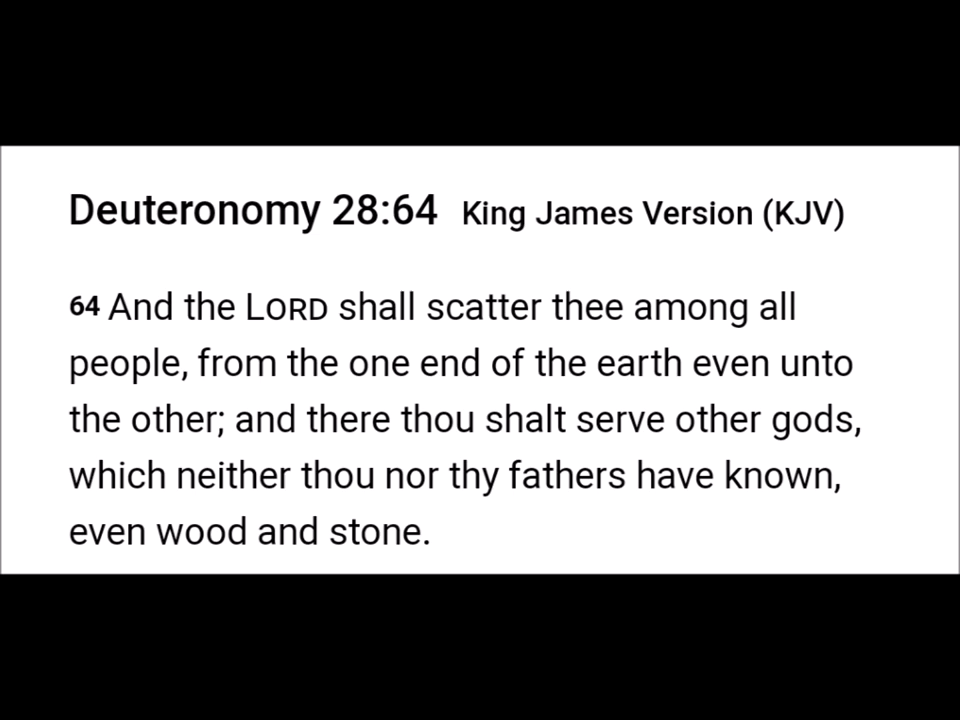 Deuteronomy 28:64 King James Version (KJV)
64 And the LORD shall scatter thee among all
people, from the one end of the earth even unto
the other; and there thou shalt serve other gods,
which neither thou nor thy fathers have known,
even wood and stone.